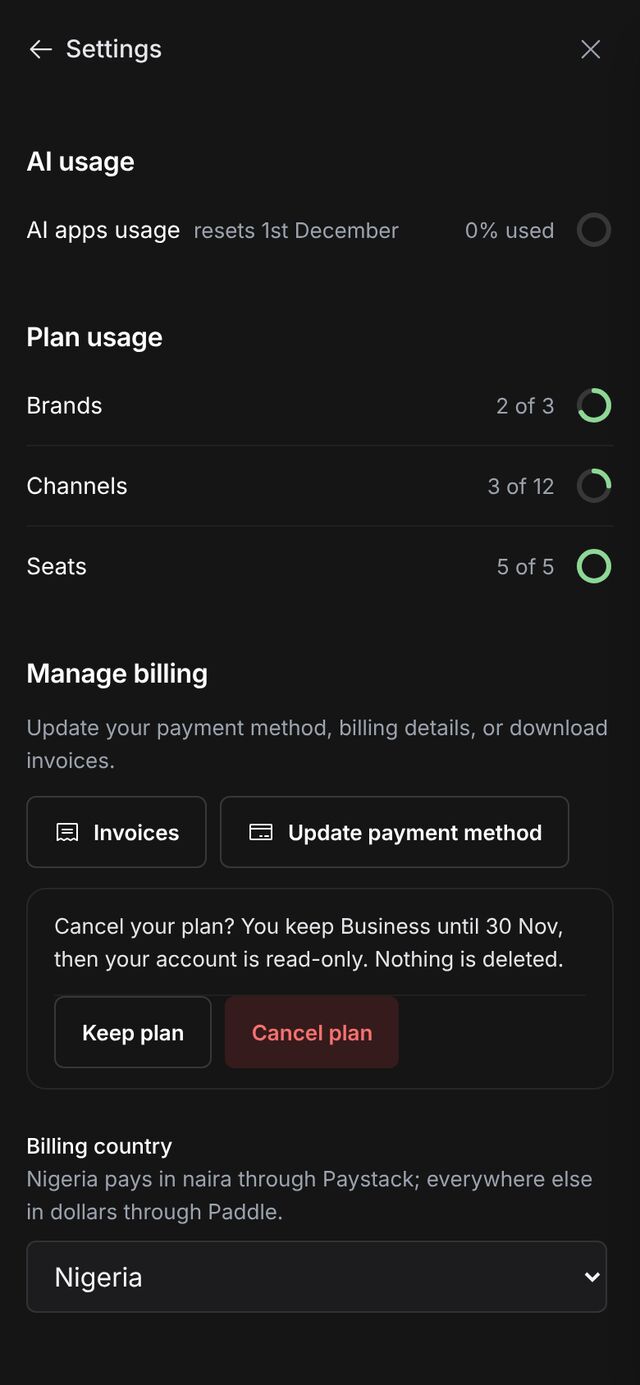 Settings
AI usage
AI apps usage resets 1st December 0% used
Plan usage
Brands 2 of 3
Channels 3 of 12
Seats 5 of 5
Manage billing
Update your payment method, billing details, or download
invoices.
Invoices Update payment method
Cancel your plan? You keep Business until 30 Nov,
then your account is read-only. Nothing is deleted.
Keep plan Cancel plan
Billing country
Nigeria pays in naira through Paystack; everywhere else
in dollars through Paddle.
Nigeria